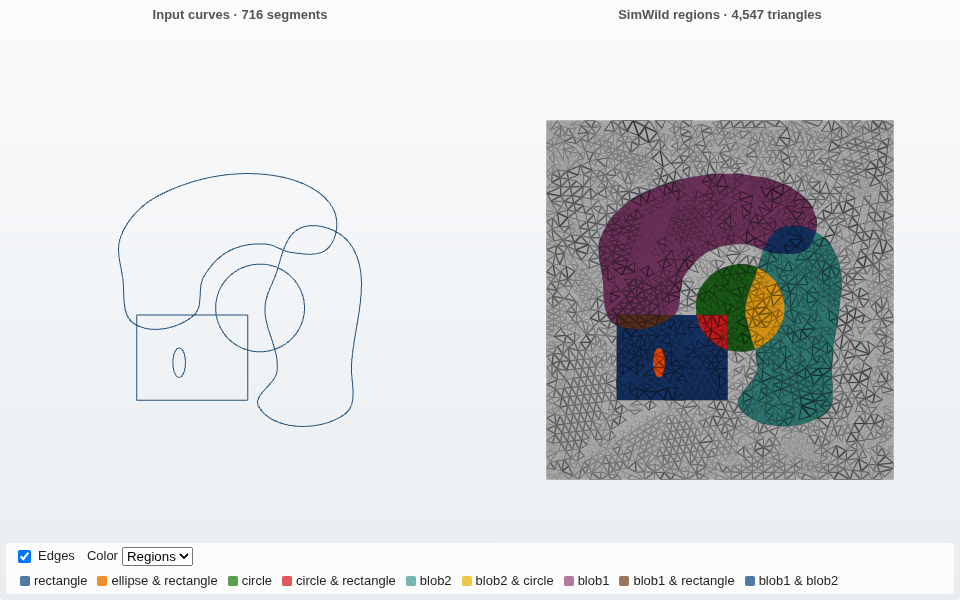 Input curves · 716 segments
SimWild regions · 4,547 triangles
Edges Color Regions
rectangle ellipse & rectangle circle circle & rectangle blob2 blob2 & circle blob1 blob1 & rectangle blob1 & blob2